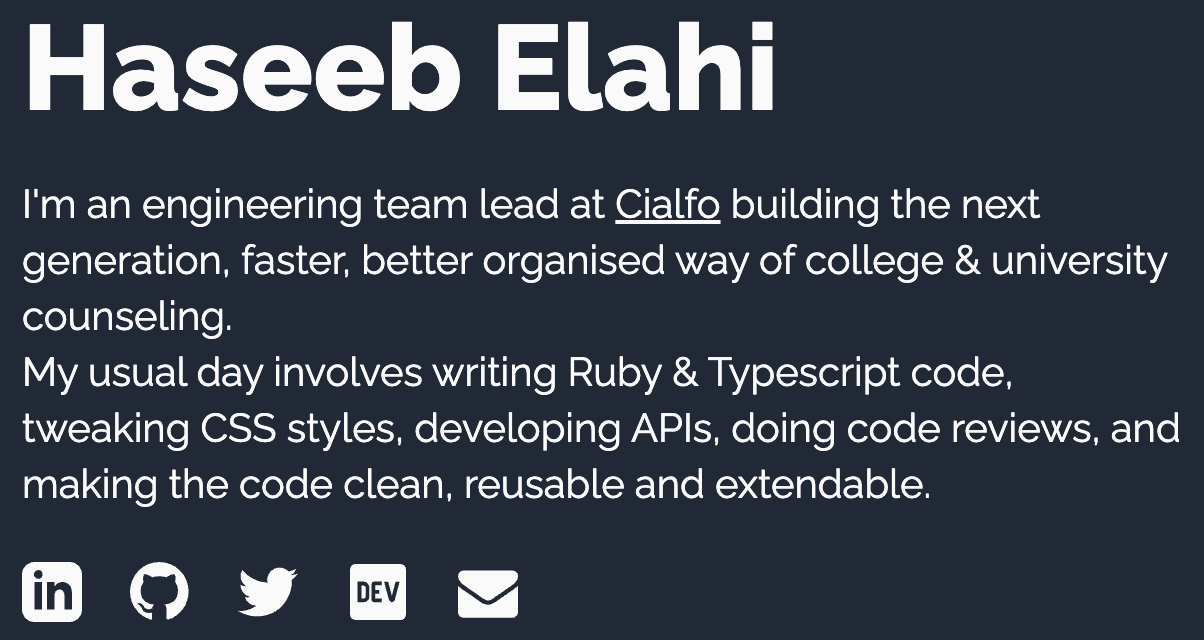 Haseeb Elahi
I'm an engineering team lead at Cialfo building the next
generation, faster, better organised way of college & university
counseling.
My usual day involves writing Ruby & Typescript code,
tweaking CSS styles, developing APIs, doing code reviews, and
making the code clean, reusable and extendable.
in DEV